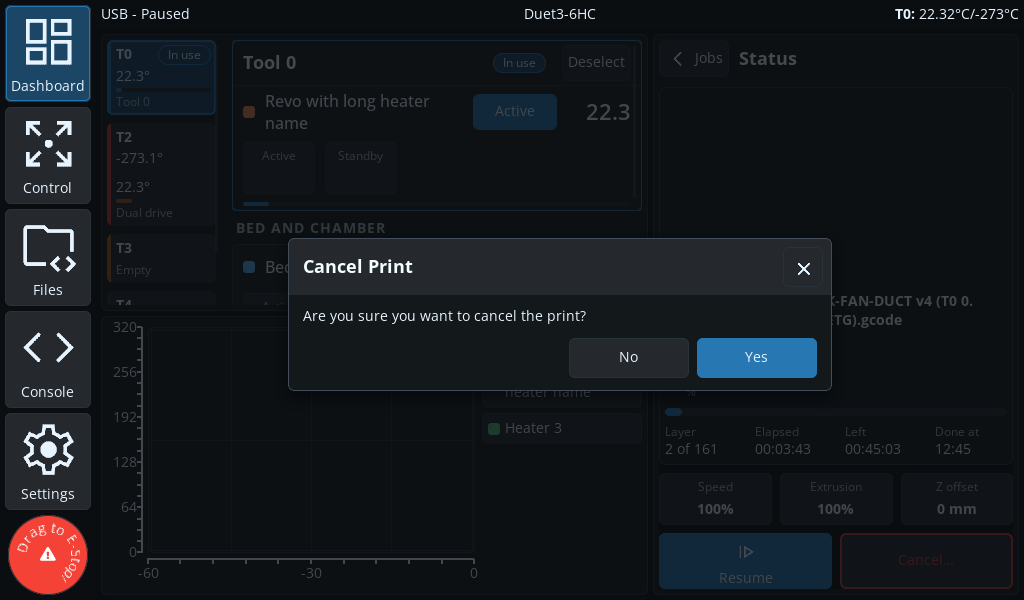 USB - Paused
Duet3-6HC
T0: 22.32°C/-273°C
Dashboard
Control
Files
Console
Settings
Drag to E-Stop!
T0
In use
22.3°
Tool 0
T2
-273.1°
22.3°
Dual drive
T3
Empty
T4
Tool 0
In use
Deselect
Revo with long heater
name
Active
22.3
Active
Standby
BED AND CHAMBER
Cancel Print
Are you sure you want to cancel the print?
No
Yes
320
256
192
128
64
0
-60
-30
0
heater name
Heater 3
Jobs
Status
-FAN-DUCT v4 (T0 0.
.gcode
%
Layer
2 of 161
Elapsed
00:03:43
Left
00:45:03
Done at
12:45
Speed
100%
Extrusion
100%
Z offset
0 mm
Resume
Cancel...